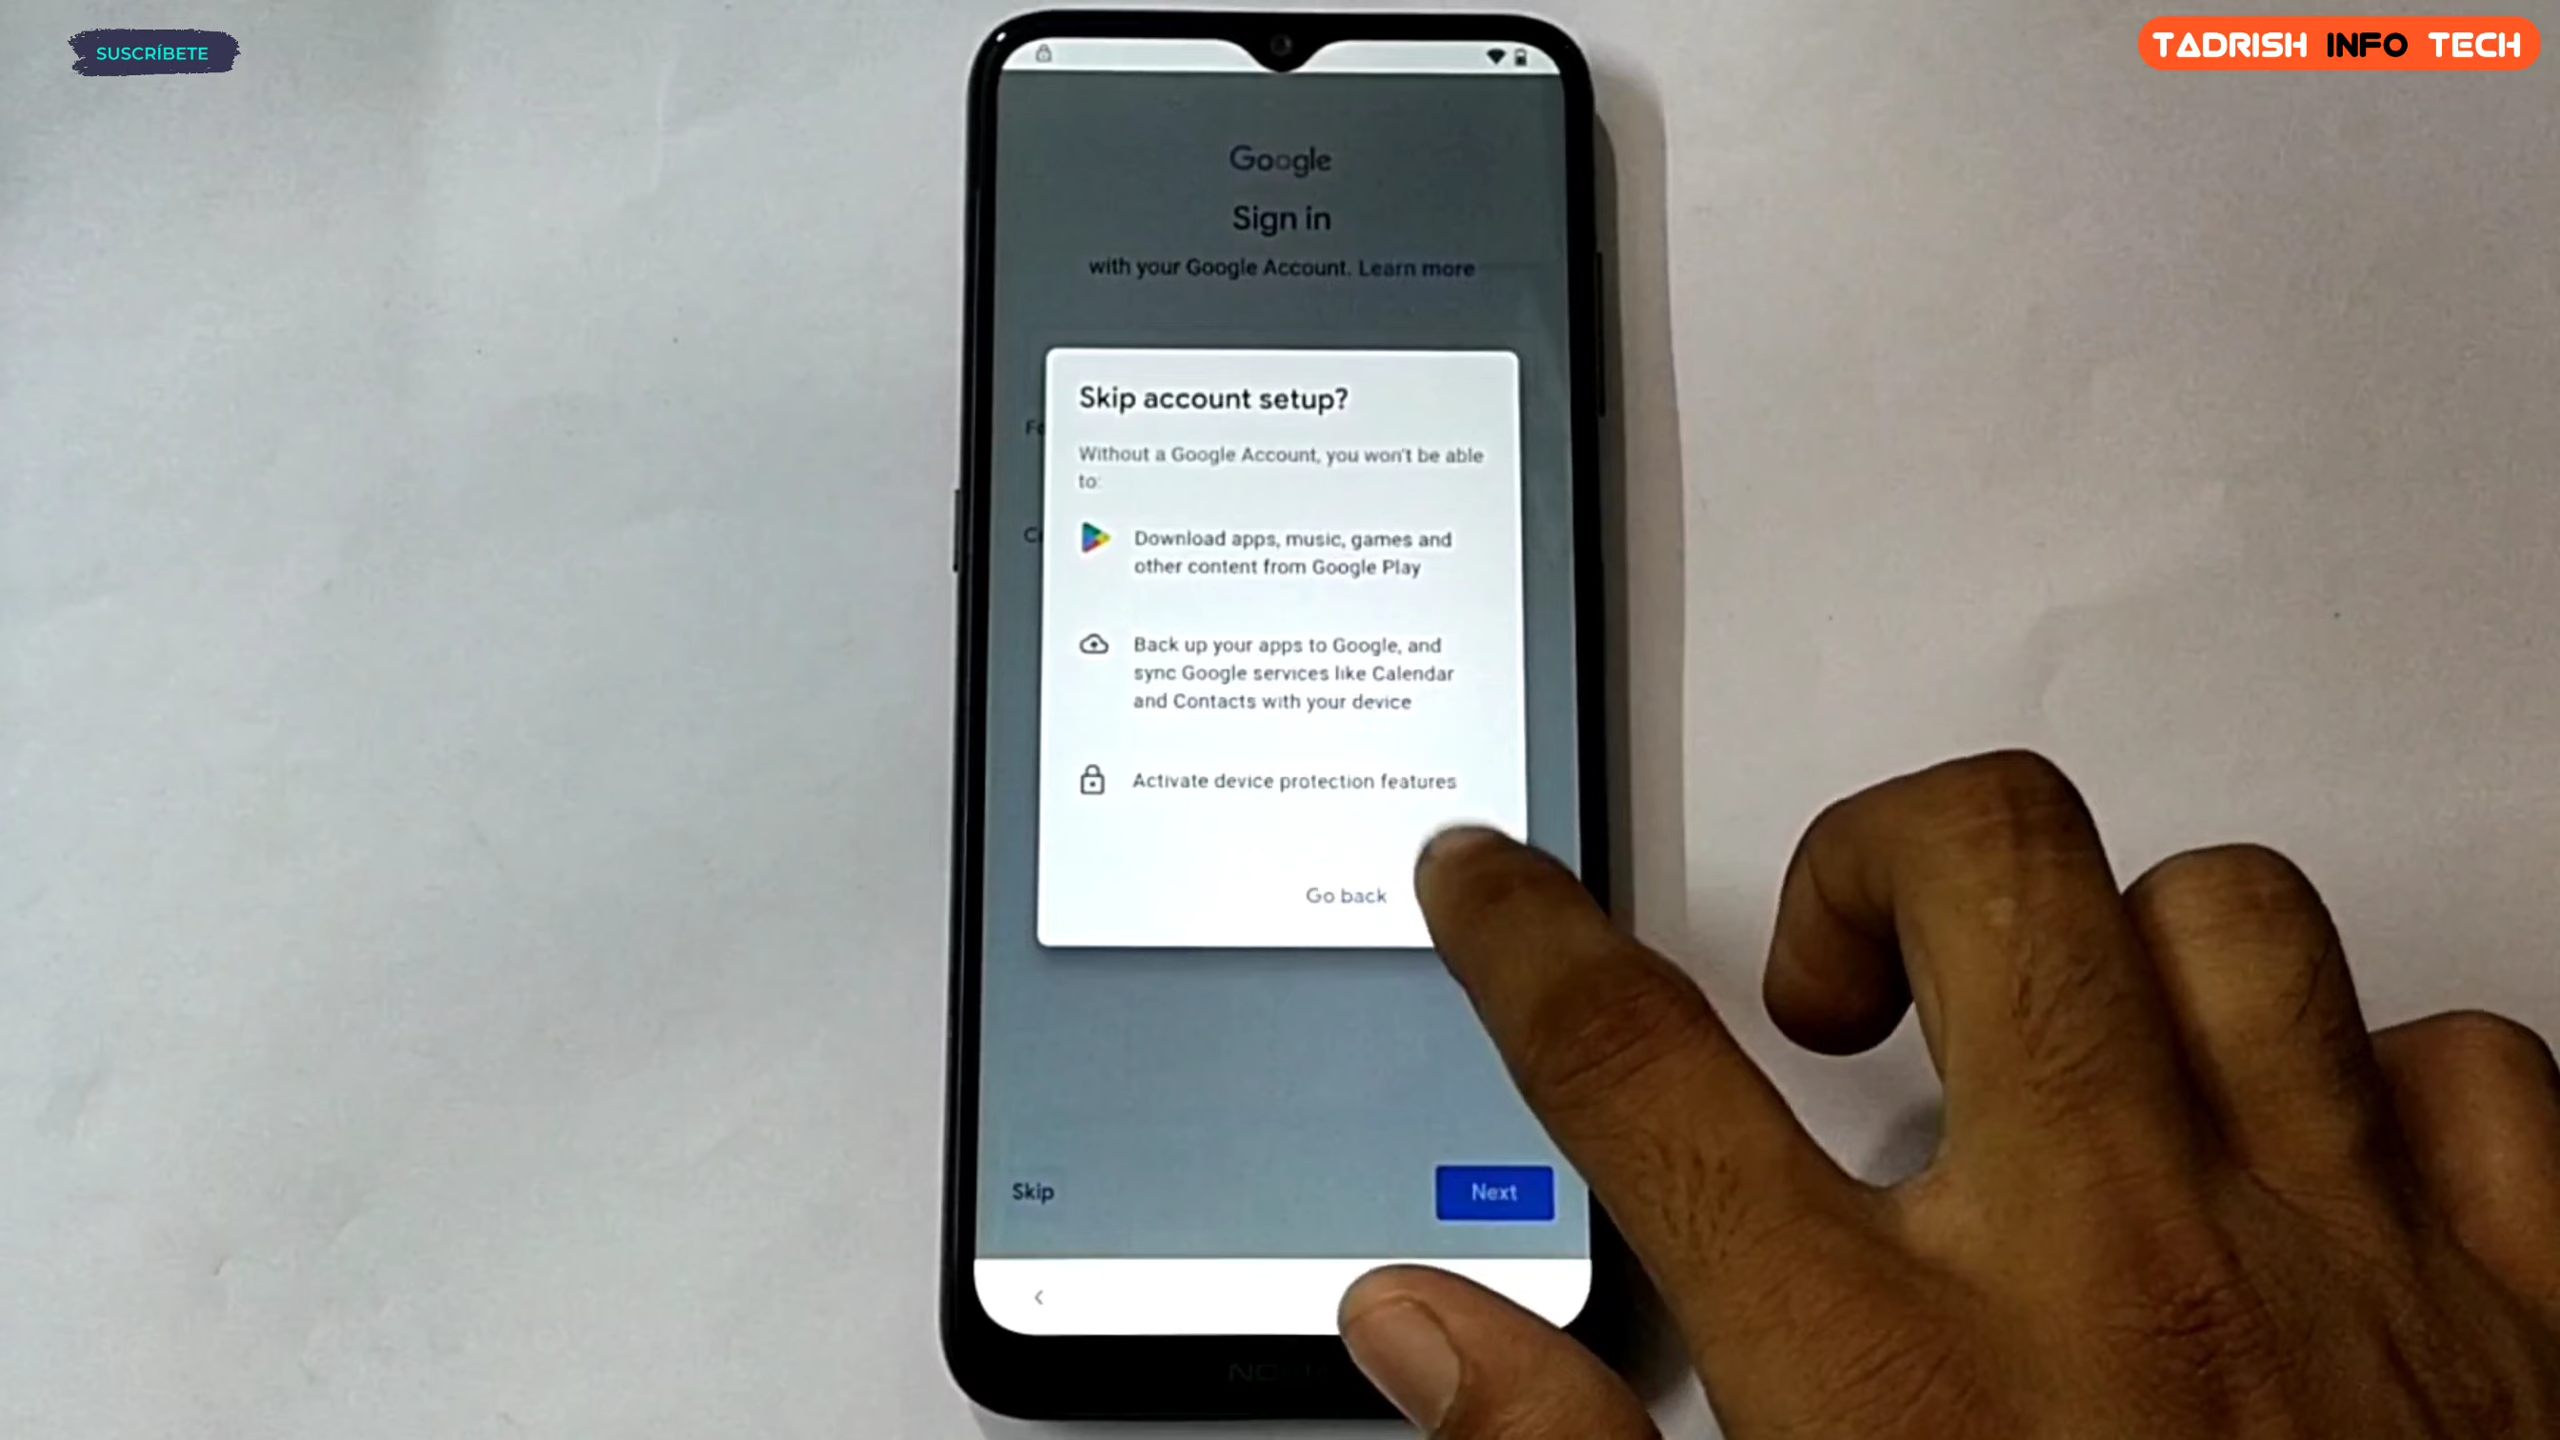 SUSCRÍBETE
TADRISH INFO TECH
Google
Sign in
with your Google Account. Learn more
Skip account setup?
Without a Google Account, you won't be able
to:
Download apps, music, games and
other content from Google Play
Back up your apps to Google, and
sync Google services like Calendar
and Contacts with your device
Activate device protection features
Go back
Skip
Next